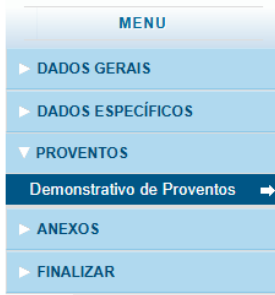 MENU
DADOS GERAIS
DADOS ESPECÍFICOS
PROVENTOS
Demonstrativo de Proventos
ANEXOS
FINALIZAR